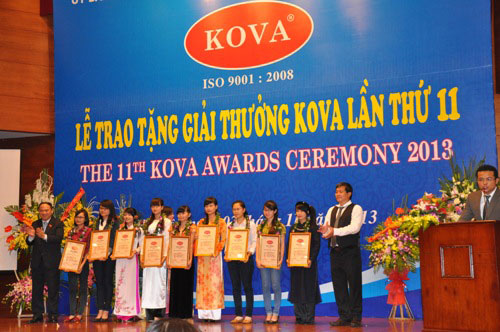 KOVA®
ISO 9001 : 2008
LỄ TRAO TẶNG GIẢI THƯỞNG KOVA LẦN THỨ 11
THE 11TH KOVA AWARDS CEREMONY 2013